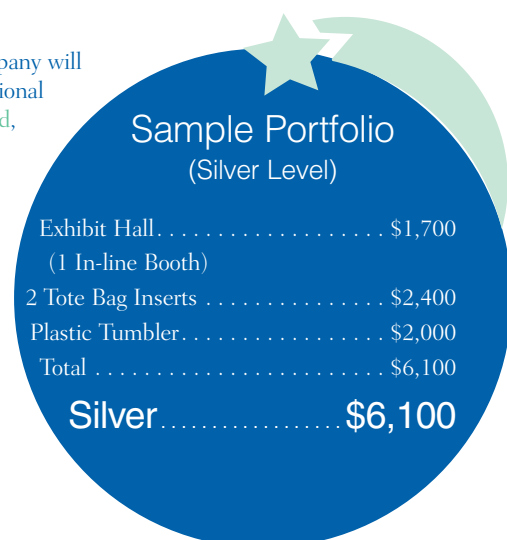 pany will
ional
d,
Sample Portfolio
(Silver Level)
Exhibit Hall. . . . . . . . . . . . . . . . . . . $1,700
(1 In-line Booth)
2 Tote Bag Inserts . . . . . . . . . . . . . . . $2,400
Plastic Tumbler. . . . . . . . . . . . . . . . . $2,000
Total . . . . . . . . . . . . . . . . . . . . . . . . $6,100
Silver. . . . . . . . . . . . . . . . . . $6,100